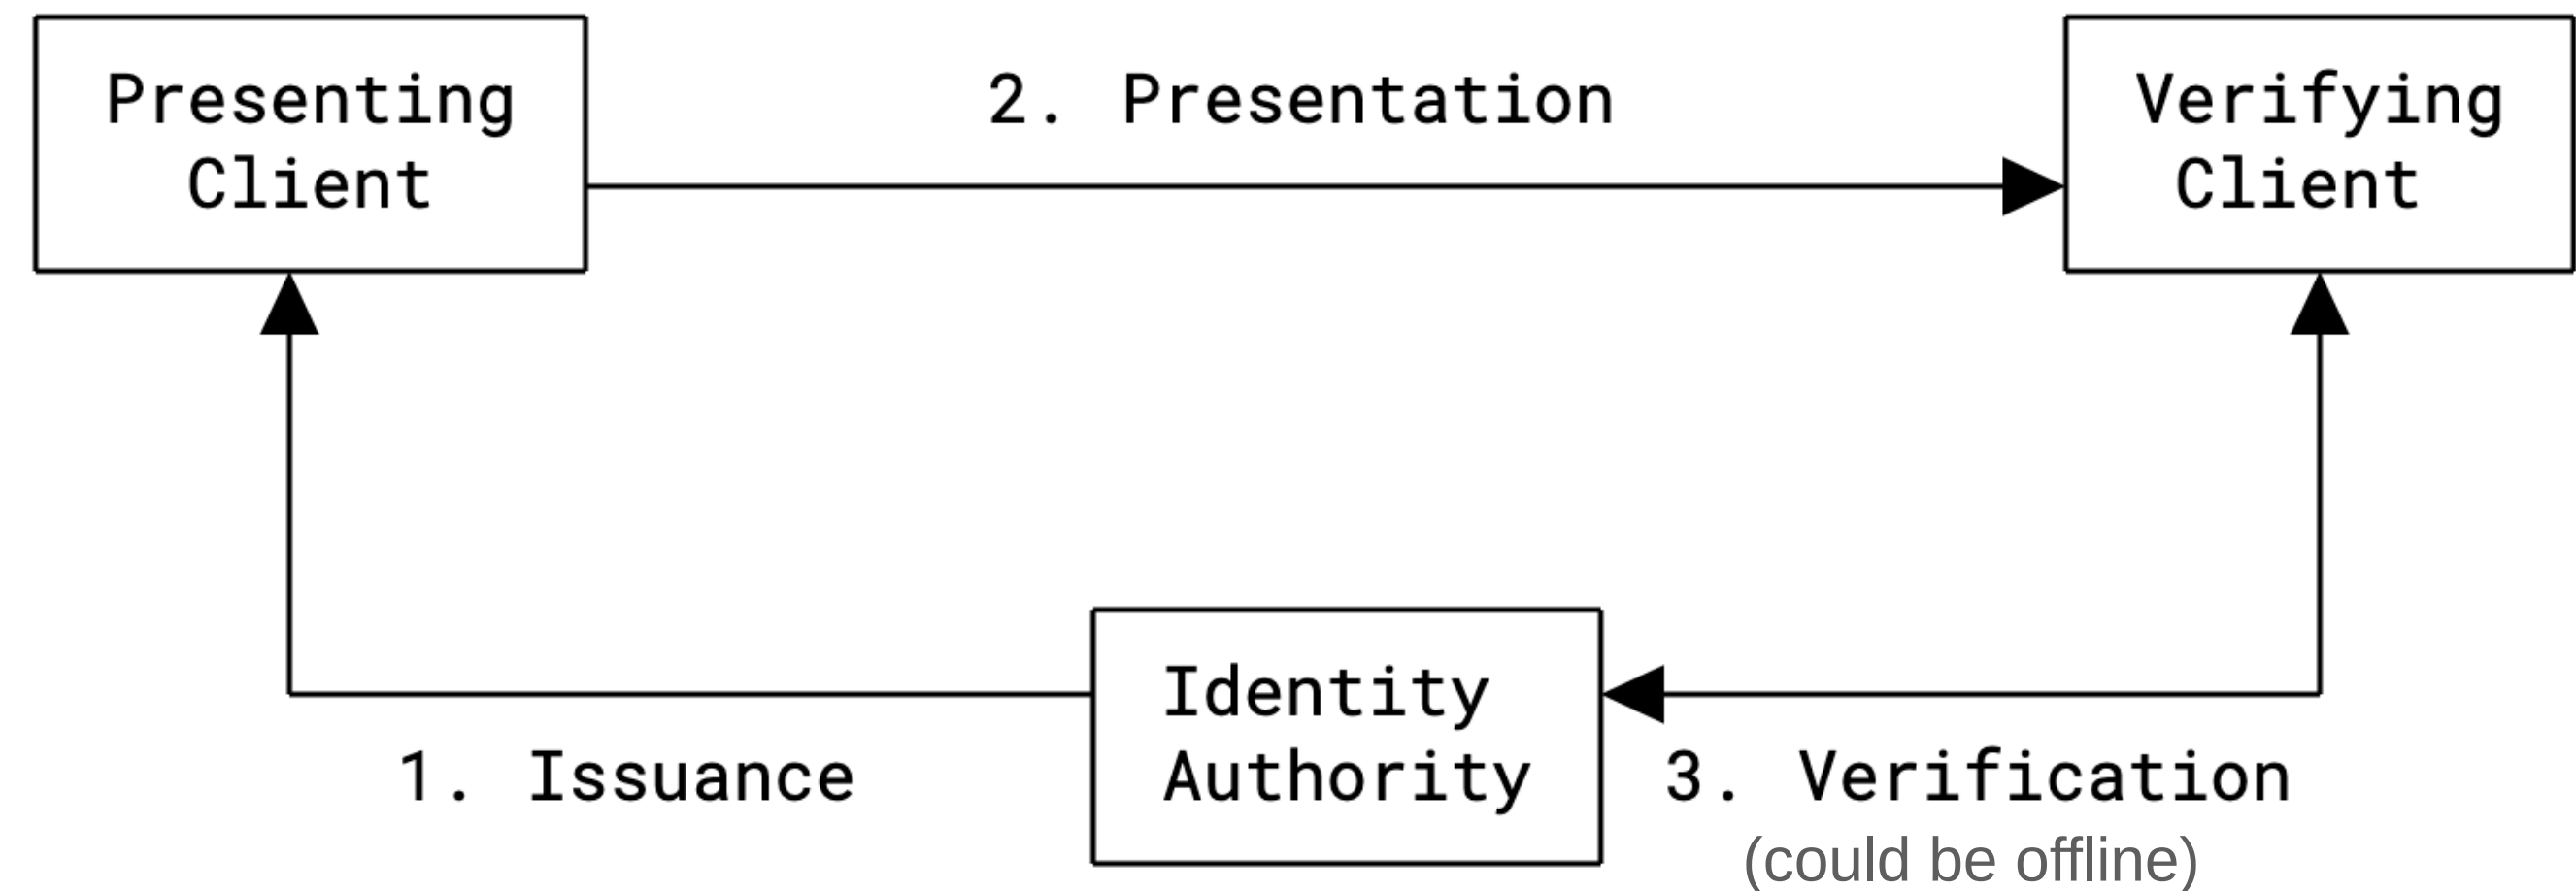 Presenting
Client
2. Presentation
Verifying
Client
Identity
Authority
1. Issuance
3. Verification
(could be offline)